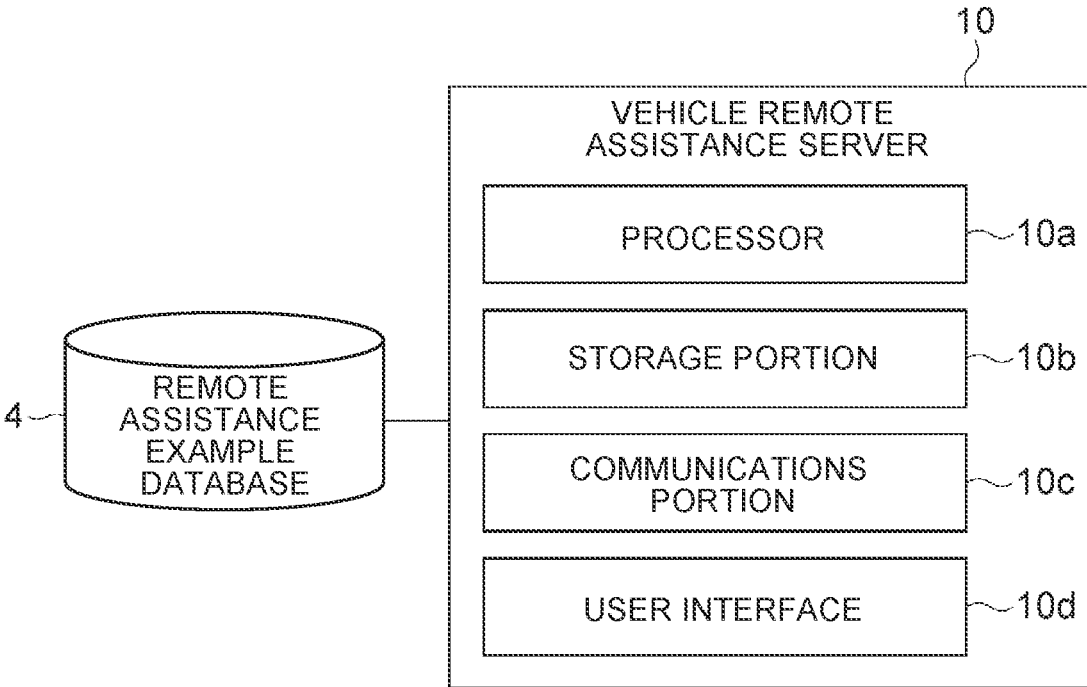 10
VEHICLE REMOTE
ASSISTANCE SERVER
PROCESSOR
10a
STORAGE PORTION
10b
COMMUNICATIONS
PORTION
10c
USER INTERFACE
10d
4
REMOTE
ASSISTANCE
EXAMPLE
DATABASE